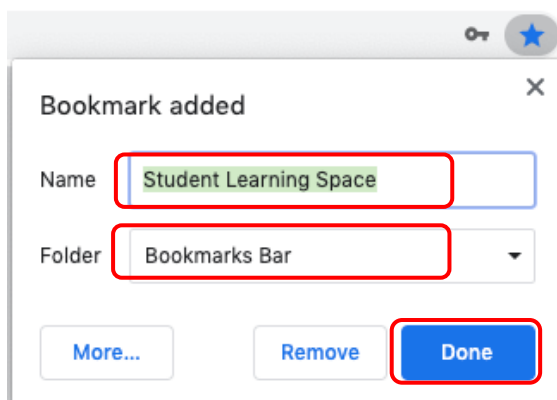 Bookmark added
Name Student Learning Space
Folder Bookmarks Bar
More... Remove Done